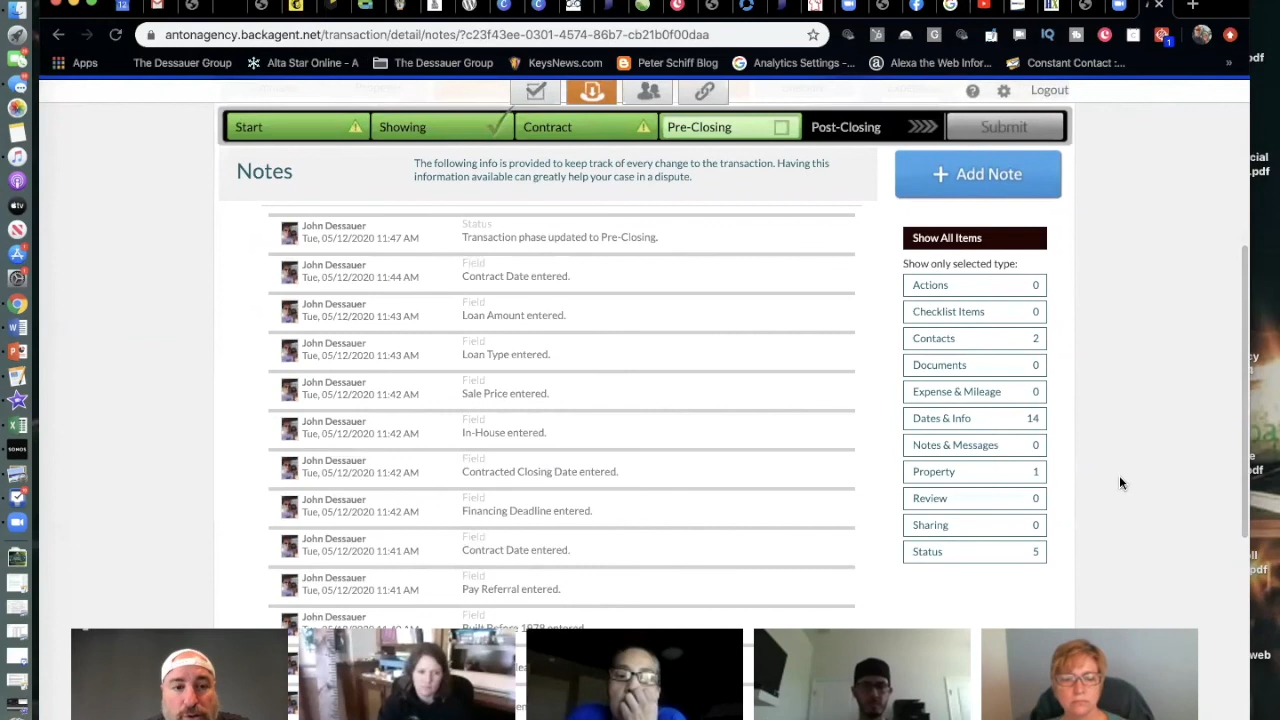 12
antonagency.backagent.net/transaction/detail/notes/?c23f43ee-0301-4574-86b7-cb21b0f00daa
1
Apps
The Dessauer Group
Alta Star Online - A
The Dessauer Group
KeysNews.com
Peter Schiff Blog
Analytics Settings -...
Alexa the Web Infor...
Constant Contact :...
»
Logout
Start
Showing
Contract
Pre-Closing
Post-Closing
Submit
Notes
The following info is provided to keep track of every change to the transaction. Having this
information available can greatly help your case in a dispute.
+ Add Note
John Dessauer
Tue, 05/12/2020 11:47 AM
Status
Transaction phase updated to Pre-Closing.
John Dessauer
Tue, 05/12/2020 11:44 AM
Field
Contract Date entered.
John Dessauer
Tue, 05/12/2020 11:43 AM
Field
Loan Amount entered.
John Dessauer
Tue, 05/12/2020 11:43 AM
Field
Loan Type entered.
John Dessauer
Tue, 05/12/2020 11:42 AM
Field
Sale Price entered.
John Dessauer
Tue, 05/12/2020 11:42 AM
Field
In-House entered.
John Dessauer
Tue, 05/12/2020 11:42 AM
Field
Contracted Closing Date entered.
John Dessauer
Tue, 05/12/2020 11:42 AM
Field
Financing Deadline entered.
John Dessauer
Tue, 05/12/2020 11:41 AM
Field
Contract Date entered.
John Dessauer
Tue, 05/12/2020 11:41 AM
Field
Pay Referral entered.
John Dessauer
Field
Built Before 1978 entered
Show All Items
Show only selected type:
Actions 0
Checklist Items 0
Contacts 2
Documents 0
Expense & Mileage 0
Dates & Info 14
Notes & Messages 0
Property 1
Review 0
Sharing 0
Status 5
SONOS